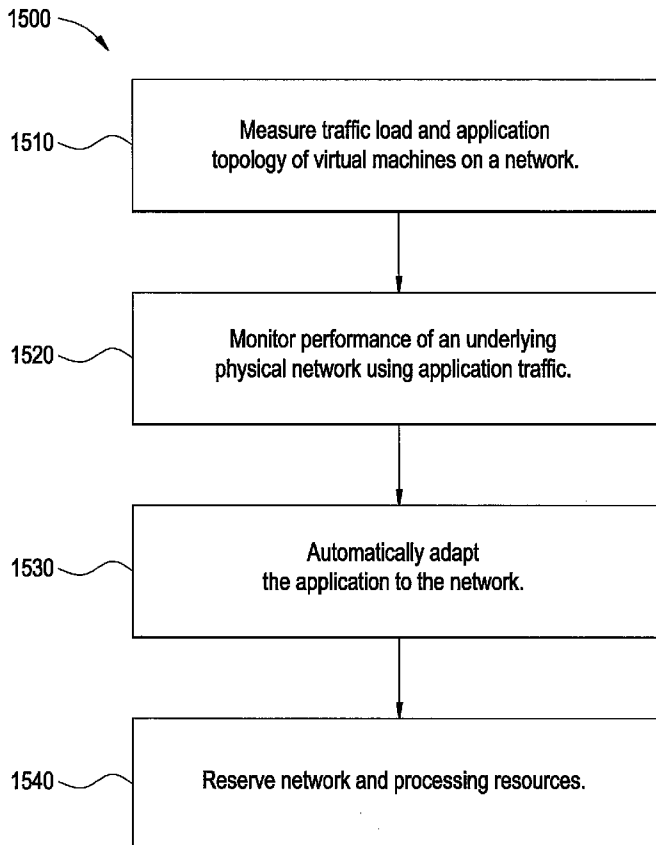 1500
1510
Measure traffic load and application
topology of virtual machines on a network.
1520
Monitor performance of an underlying
physical network using application traffic.
1530
Automatically adapt
the application to the network.
1540
Reserve network and processing resources.